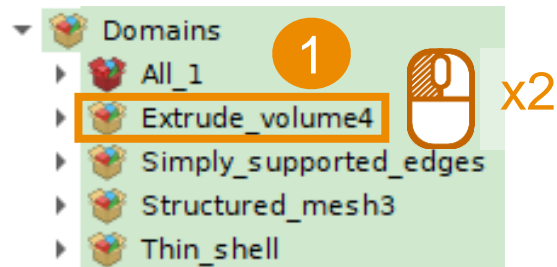 Domains
1
All_1
Extrude_volume4
x2
Simply_supported_edges
Structured_mesh3
Thin_shell